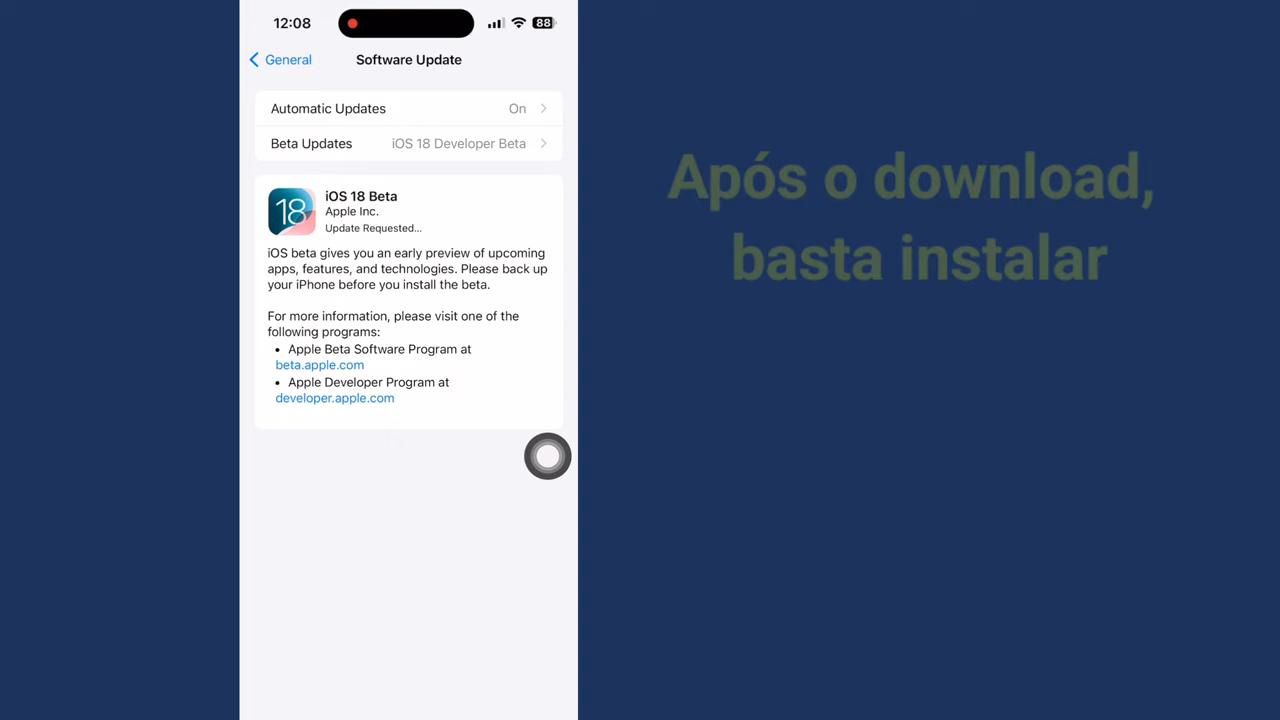 12:08
88
General
Software Update
Automatic Updates On
Beta Updates iOS 18 Developer Beta
18
iOS 18 Beta
Apple Inc.
Update Requested...
iOS beta gives you an early preview of upcoming
apps, features, and technologies. Please back up
your iPhone before you install the beta.
For more information, please visit one of the
following programs:
• Apple Beta Software Program at
beta.apple.com
• Apple Developer Program at
developer.apple.com
Após o download,
basta instalar